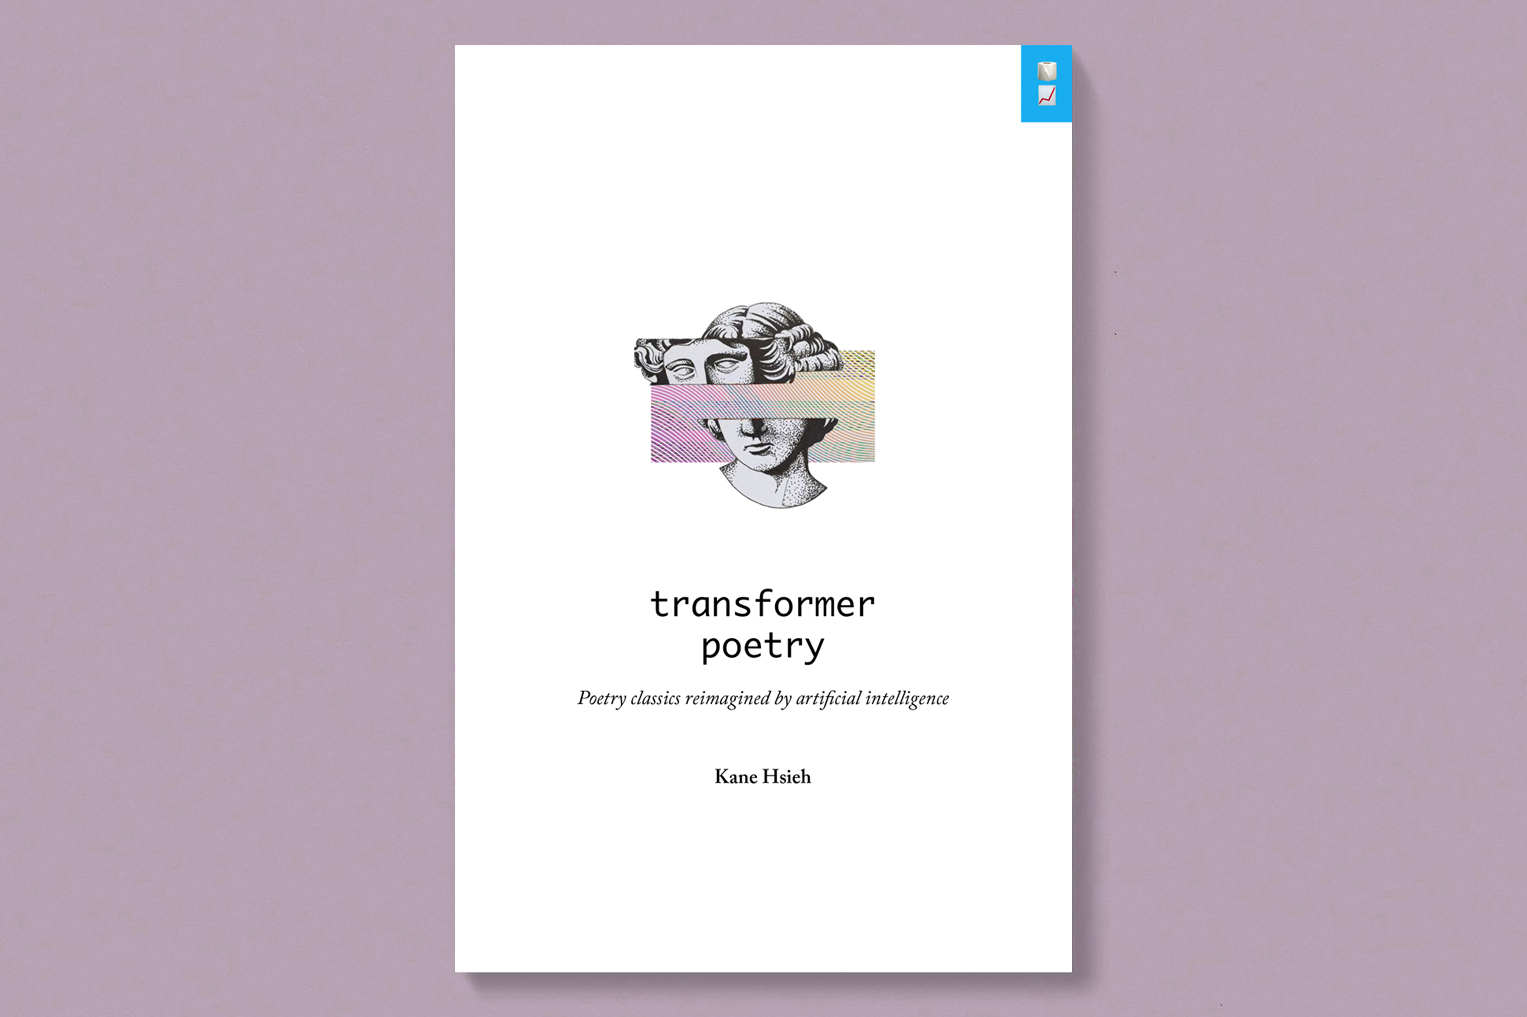 transformer
poetry
Poetry classics reimagined by artificial intelligence
Kane Hsieh